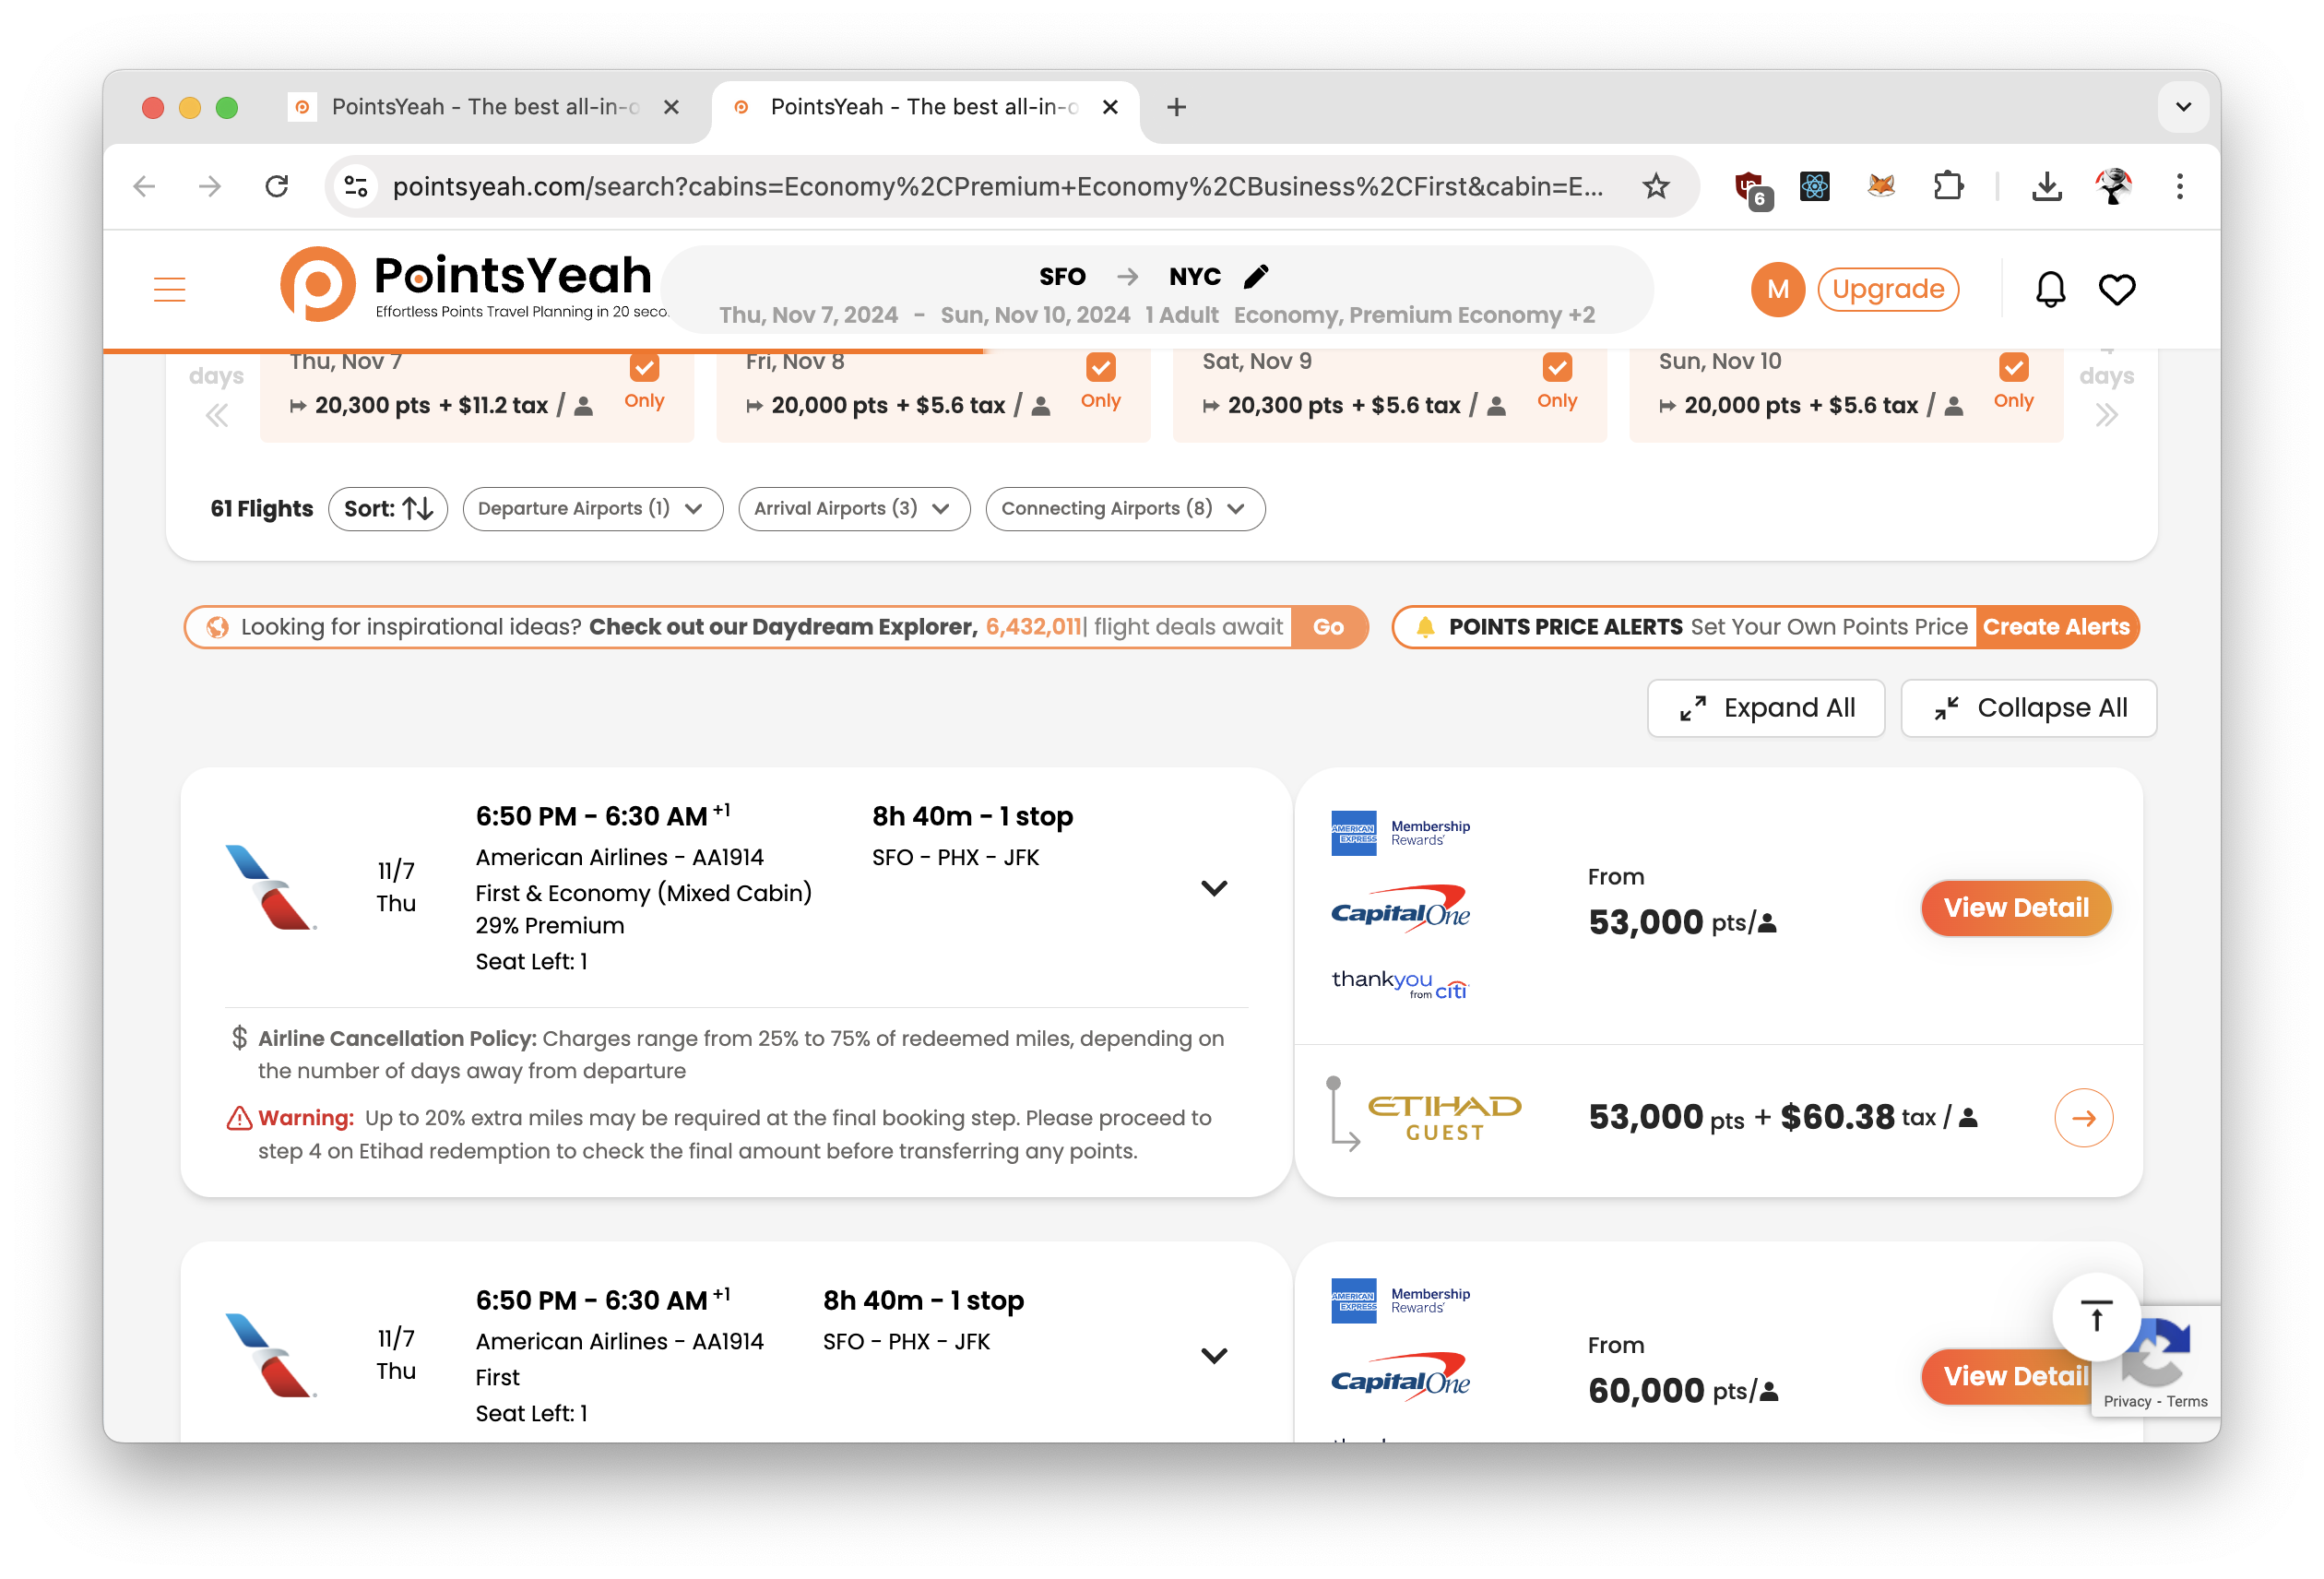 PointsYeah - The best all-in-o
PointsYeah - The best all-in-o
pointsyeah.com/search?cabins=Economy%2CPremium+Economy%2CBusiness%2CFirst&cabin=E...
6
PointsYeah
Effortless Points Travel Planning in 20 seco
SFO → NYC
Thu, Nov 7, 2024 - Sun, Nov 10, 2024 1 Adult Economy, Premium Economy +2
M
Upgrade
days
Thu, Nov 7
20,300 pts + $11.2 tax /
Only
Fri, Nov 8
20,000 pts + $5.6 tax /
Only
Sat, Nov 9
20,300 pts + $5.6 tax /
Only
Sun, Nov 10
20,000 pts + $5.6 tax /
Only
days
61 Flights
Sort:
Departure Airports (1)
Arrival Airports (3)
Connecting Airports (8)
Looking for inspirational ideas? Check out our Daydream Explorer, 6,432,011| flight deals await
Go
POINTS PRICE ALERTS Set Your Own Points Price
Create Alerts
Expand All
Collapse All
11/7
Thu
6:50 PM - 6:30 AM +1
American Airlines - AA1914
First & Economy (Mixed Cabin)
29% Premium
Seat Left: 1
8h 40m - 1 stop
SFO - PHX - JFK
$ Airline Cancellation Policy: Charges range from 25% to 75% of redeemed miles, depending on
the number of days away from departure
Warning: Up to 20% extra miles may be required at the final booking step. Please proceed to
step 4 on Etihad redemption to check the final amount before transferring any points.
AMERICAN
EXPRESS
Membership
Rewards
Capital One
thankyou
from citi
From
53,000 pts/
View Detail
ETIHAD
GUEST
53,000 pts + $60.38 tax /
11/7
Thu
6:50 PM - 6:30 AM +1
American Airlines - AA1914
First
Seat Left: 1
8h 40m - 1 stop
SFO - PHX - JFK
AMERICAN
EXPRESS
Membership
Rewards
Capital One
From
60,000 pts/
View Detail
Privacy - Terms